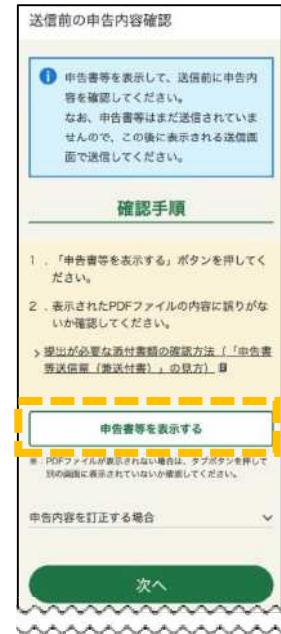 送信前の申告内容確認
申告書等を表示して、送信前に申告内
容を確認してください。
なお、申告書等はまだ送信されていま
せんので、この後に表示される送信画
面で送信してください。
確認手順
1．「申告書等を表示する」ボタンを押してく
ださい。
2．表示されたPDFファイルの内容に誤りがな
いか確認してください。
> 提出が必要な添付書類の確認方法（「申告書
等送信票（兼送付書）」の見方）
申告書等を表示する
※：PDFファイルが表示されない場合は、タブボタンを押して
別の画面に表示されていないか確認してください。
申告内容を訂正する場合
次へ